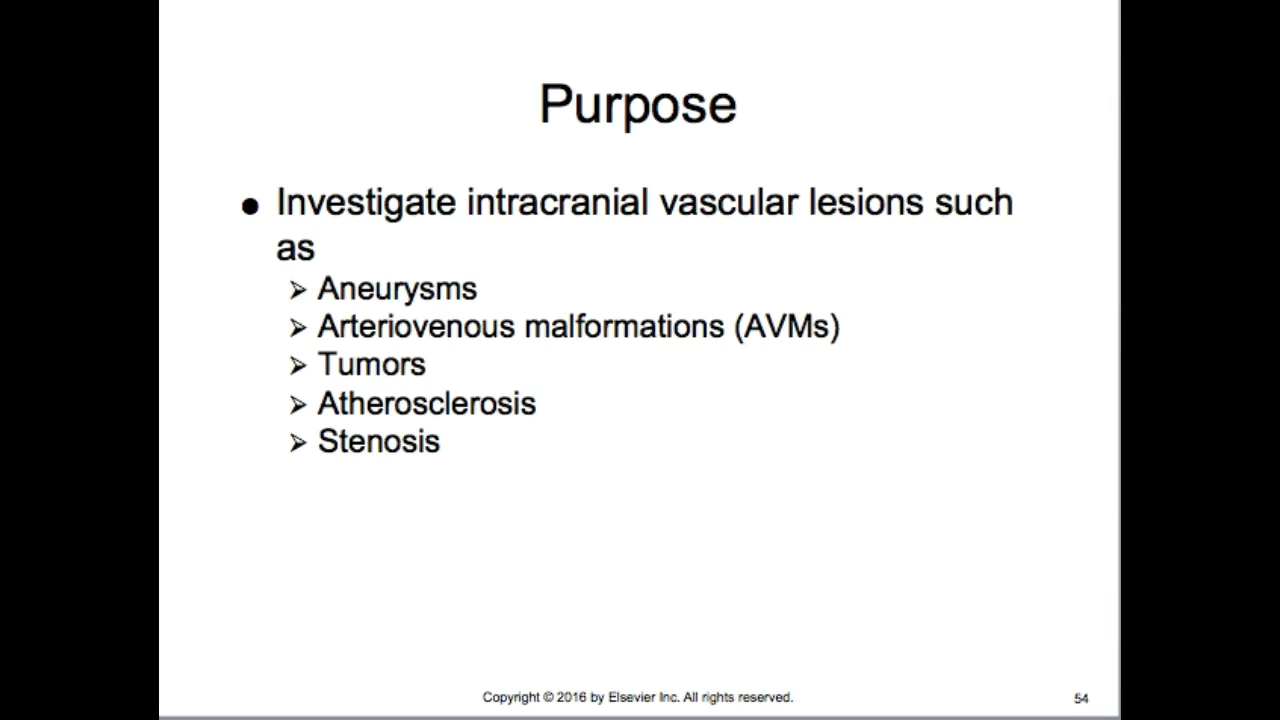 Purpose
● Investigate intracranial vascular lesions such
as
➢ Aneurysms
➢ Arteriovenous malformations (AVMs)
➢ Tumors
➢ Atherosclerosis
➢ Stenosis
Copyright © 2016 by Elsevier Inc. All rights reserved.
54